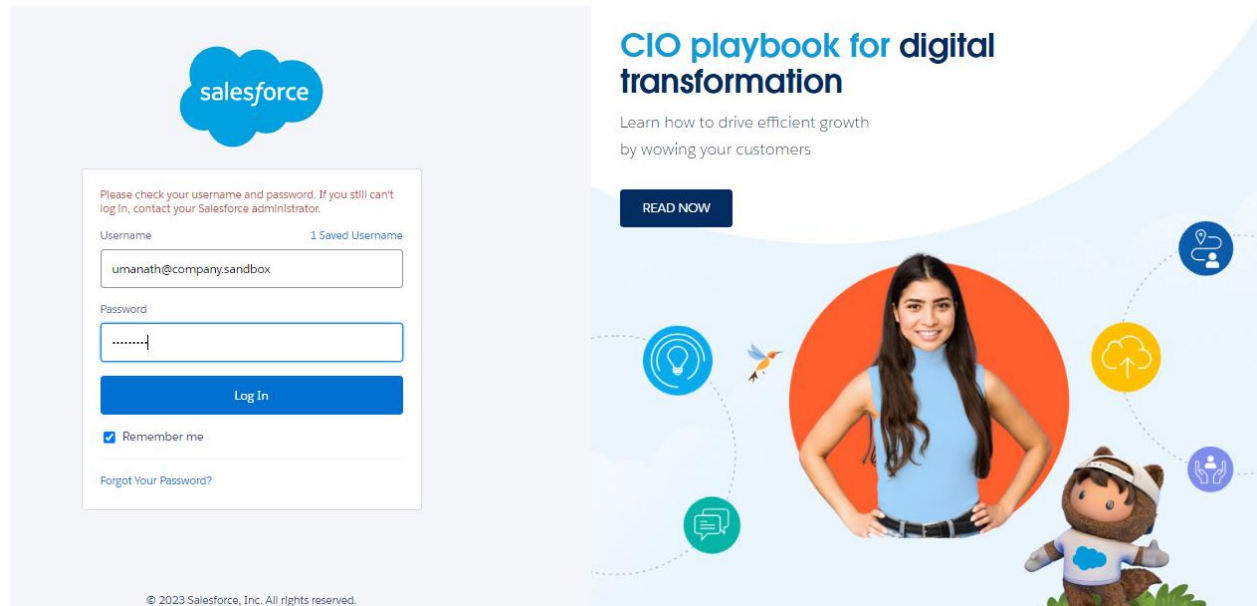 salesforce
Please check your username and password. If you still can't
log in, contact your Salesforce administrator.
Username
1 Saved Username
umanath@company.sandbox
Password
Log In
Remember me
Forgot Your Password?
© 2023 Salesforce, Inc. All rights reserved.
CIO playbook for digital
transformation
Learn how to drive efficient growth
by wowing your customers
READ NOW